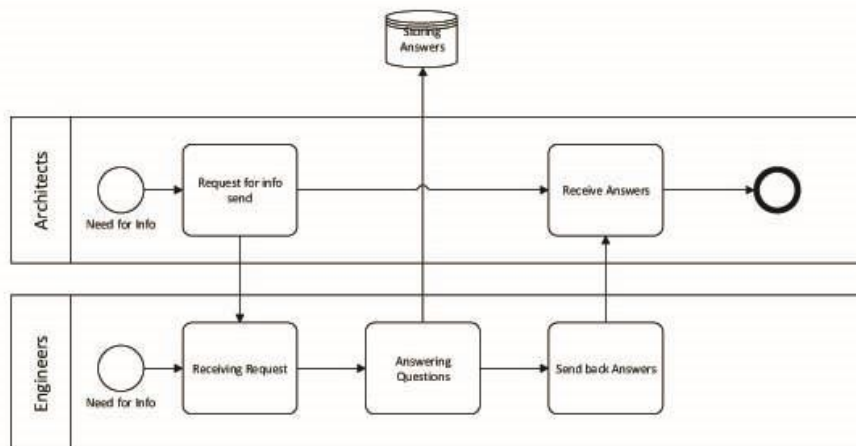 Storing
Answers
Architects
Request for info
send
Receive Answers
Need for Info
Engineers
Receiving Request
Answering
Questions
Send back Answers
Need for Info